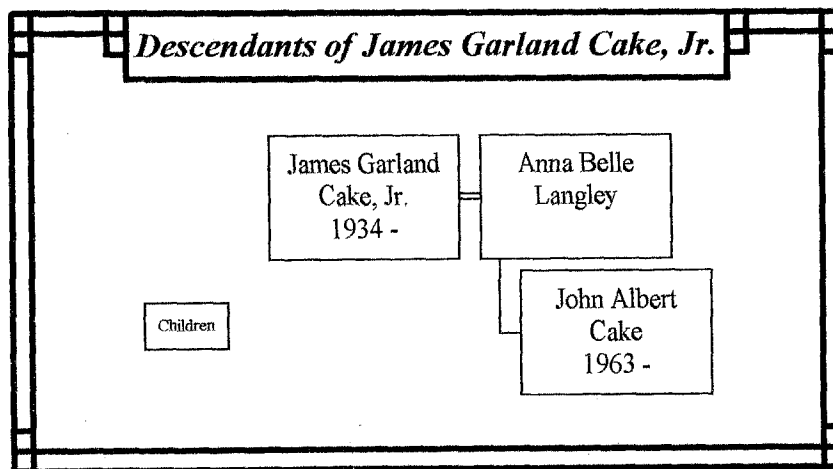 Descendants of James Garland Cake, Jr.
James Garland
Cake, Jr.
1934 -
Anna Belle
Langley
Children
John Albert
Cake
1963 -